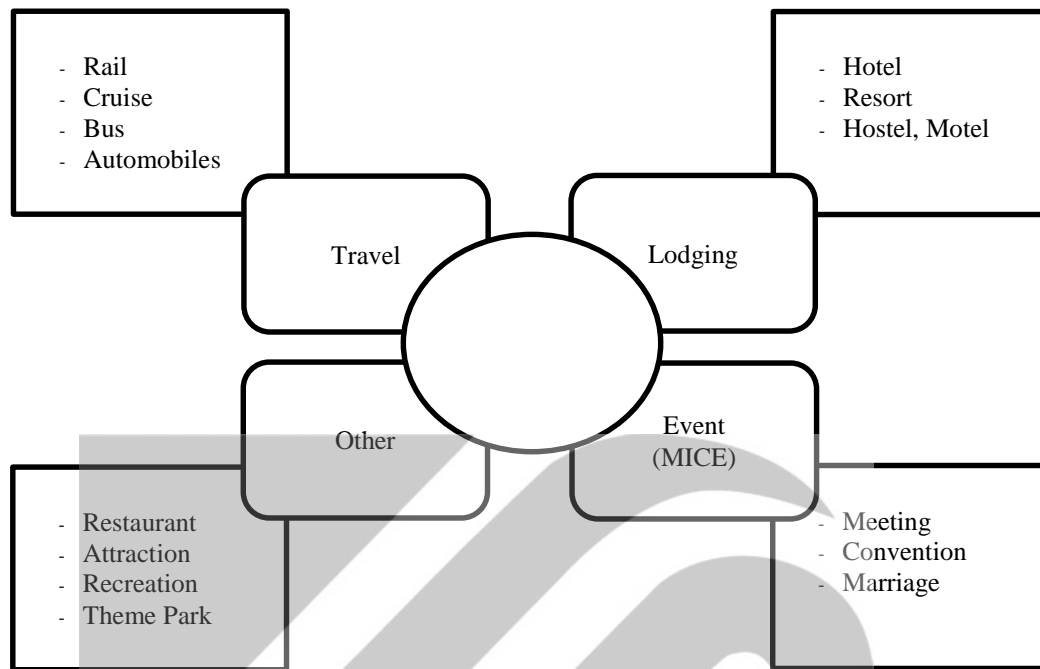 - Rail
- Cruise
- Bus
- Automobiles
Travel
- Hotel
- Resort
- Hostel, Motel
Lodging
Other
- Restaurant
- Attraction
- Recreation
- Theme Park
Event
(MICE)
- Meeting
- Convention
- Marriage